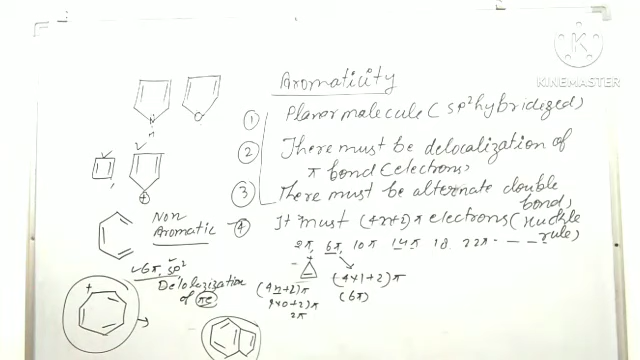 K
KINEMASTER
Aromaticity
① Planar molecule (sp² hybridized)
② There must be delocalization of
π bond (electrons)
③ There must be alternate double
bond,
④ It must (4n+2) π electrons (Huckle
rule)
2π, 6π, 10π, 14π, 18, 22π - - -
+
(4×1+2)π
(6π)
(4n+2)π
4×0+2)π
2π
N
H
O
+
Non
Aromatic
6π, sp²
Delolization
of πe
+